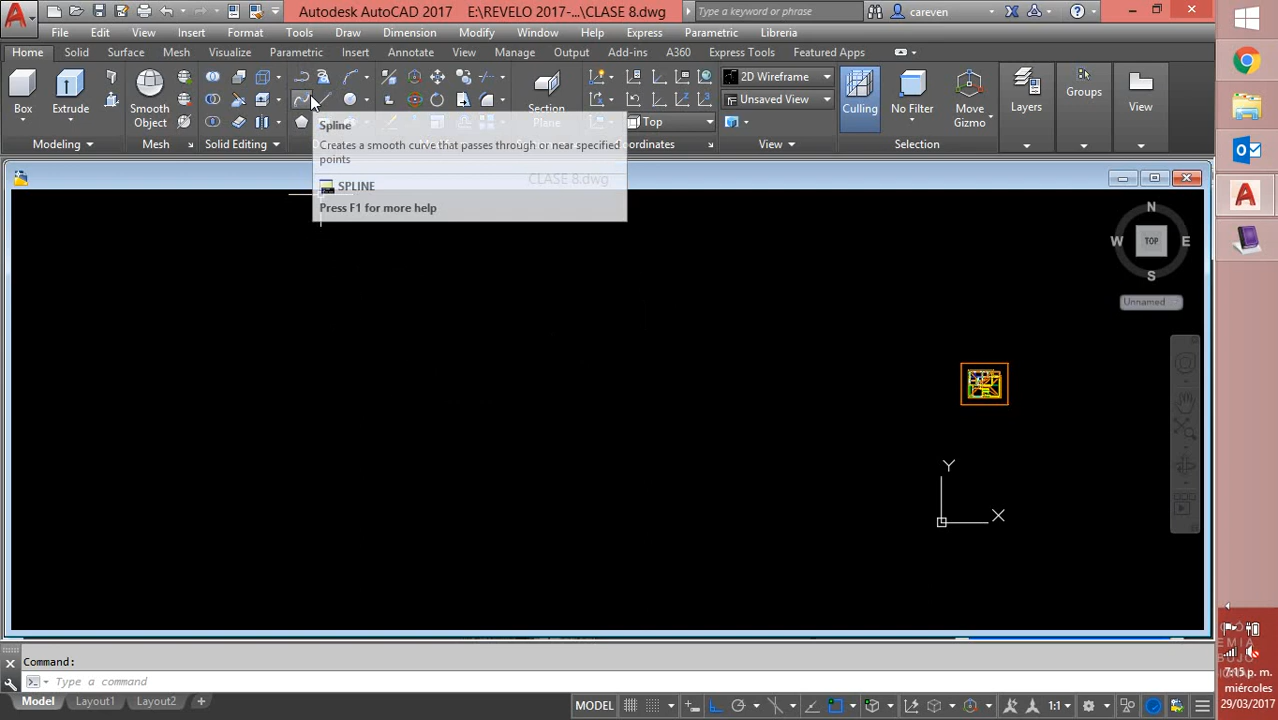 Autodesk AutoCAD 2017 E:\REVELO 2017-...\CLASE 8.dwg
Type a keyword or phrase
careven
File Edit View Insert Format Tools Draw Dimension Modify Window Help Express Parametric Libreria
Home Solid Surface Mesh Visualize Parametric Insert Annotate View Manage Output Add-ins A360 Express Tools Featured Apps
Box
Extrude
Smooth
Object
Section
Plane
2D Wireframe
Unsaved View
Top
Culling
No Filter
Move
Gizmo
Layers
Groups
View
Modeling
Mesh
Solid Editing
View
Selection
Spline
Creates a smooth curve that passes through or near specified
points
SPLINE
Press F1 for more help
CLASE 8.dwg
N
W
TOP
E
S
Unnamed
Y
X
Command:
Type a command
Model Layout1 Layout2 +
MODEL
1:1
7:15 p. m.
miércoles
29/03/2017